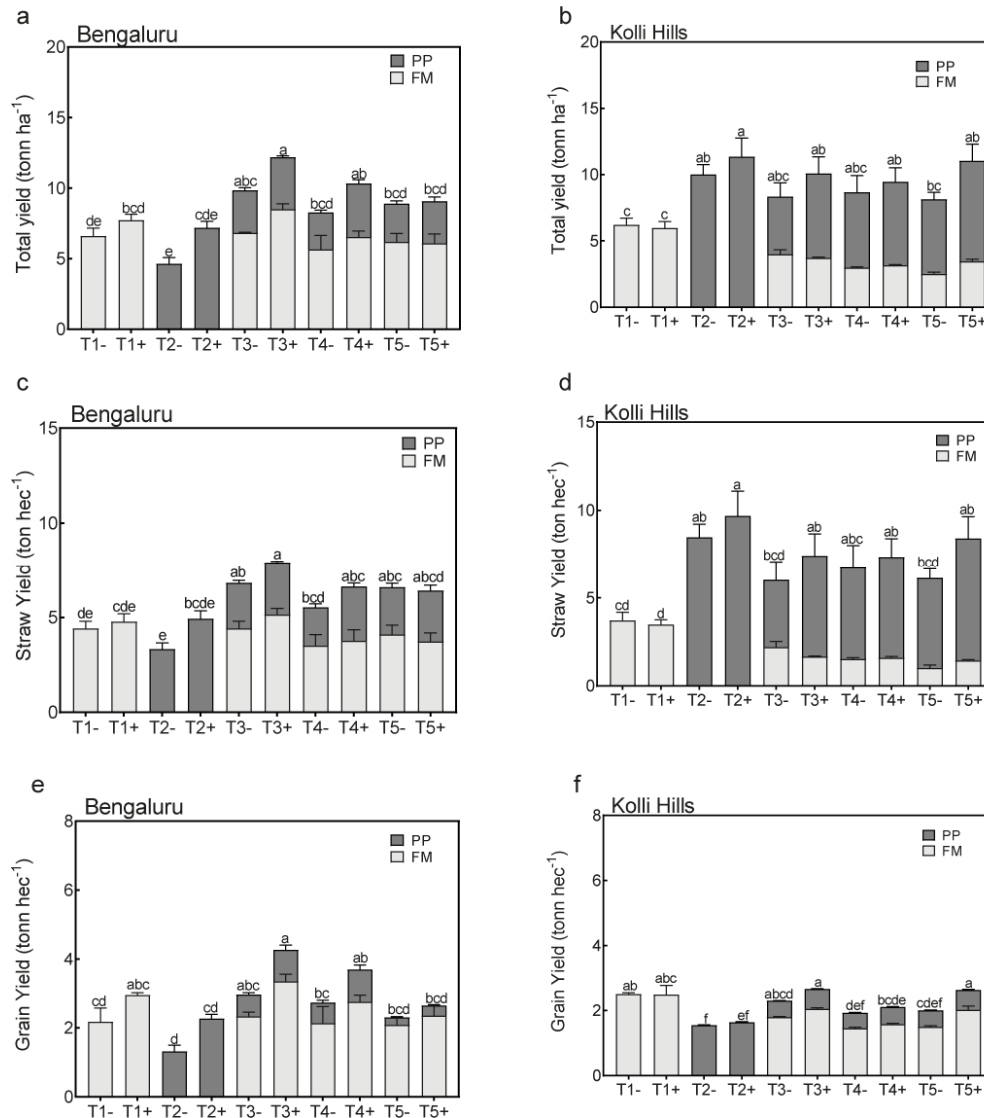 a
Bengaluru
PP
FM
Total yield (tonn ha⁻¹)
20
15
10
5
0
de
bcd
e
cde
abc
a
bcd
ab
bcd
bcd
T1- T1+ T2- T2+ T3- T3+ T4- T4+ T5- T5+
b
Kolli Hills
PP
FM
Total yield (tonn ha⁻¹)
20
15
10
5
0
c
c
ab
a
abc
ab
abc
ab
bc
ab
T1- T1+ T2- T2+ T3- T3+ T4- T4+ T5- T5+
c
Bengaluru
PP
FM
Straw Yield (ton hec⁻¹)
15
10
5
0
de
cde
e
bcde
ab
a
bcd
abc
abc
abcd
T1- T1+ T2- T2+ T3- T3+ T4- T4+ T5- T5+
d
Kolli Hills
PP
FM
Straw Yield (ton hec⁻¹)
15
10
5
0
cd
d
ab
a
bcd
ab
abc
ab
bcd
ab
T1- T1+ T2- T2+ T3- T3+ T4- T4+ T5- T5+
e
Bengaluru
PP
FM
Grain Yield (tonn hec⁻¹)
8
6
4
2
0
cd
abc
d
cd
abc
a
bc
ab
bcd
bcd
T1- T1+ T2- T2+ T3- T3+ T4- T4+ T5- T5+
f
Kolli Hills
PP
FM
Grain Yield (tonn hec⁻¹)
8
6
4
2
0
ab
abc
f
ef
abcd
a
def
bcde
cdef
a
T1- T1+ T2- T2+ T3- T3+ T4- T4+ T5- T5+